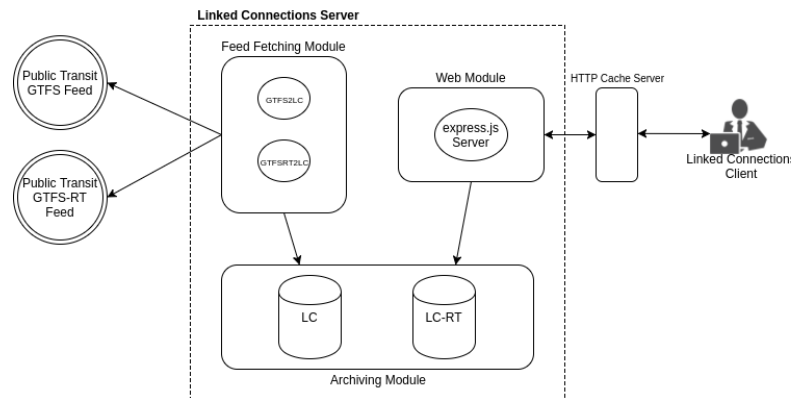 Linked Connections Server
Feed Fetching Module
Public Transit
GTFS Feed
GTFS2LC
GTFSRT2LC
Public Transit
GTFS-RT
Feed
Web Module
express.js
Server
HTTP Cache Server
Linked Connections
Client
LC
LC-RT
Archiving Module